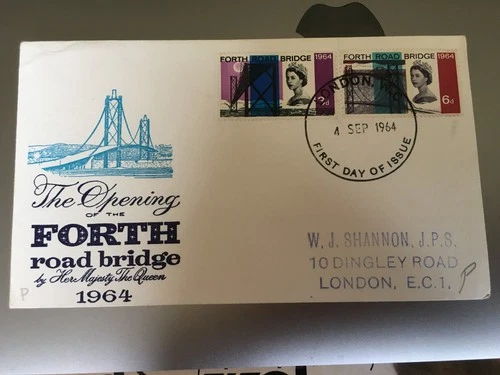 FORTH ROAD BRIDGE 1964
3d
FORTH ROAD BRIDGE 1964
6d
LONDON,
4 SEP 1964
FIRST DAY OF ISSUE
The Opening
OF THE
FORTH
road bridge
by Her Majesty The Queen
1964
W. J. SHANNON, J.P.S.
10 DINGLEY ROAD
LONDON, E.C.1,
P
P